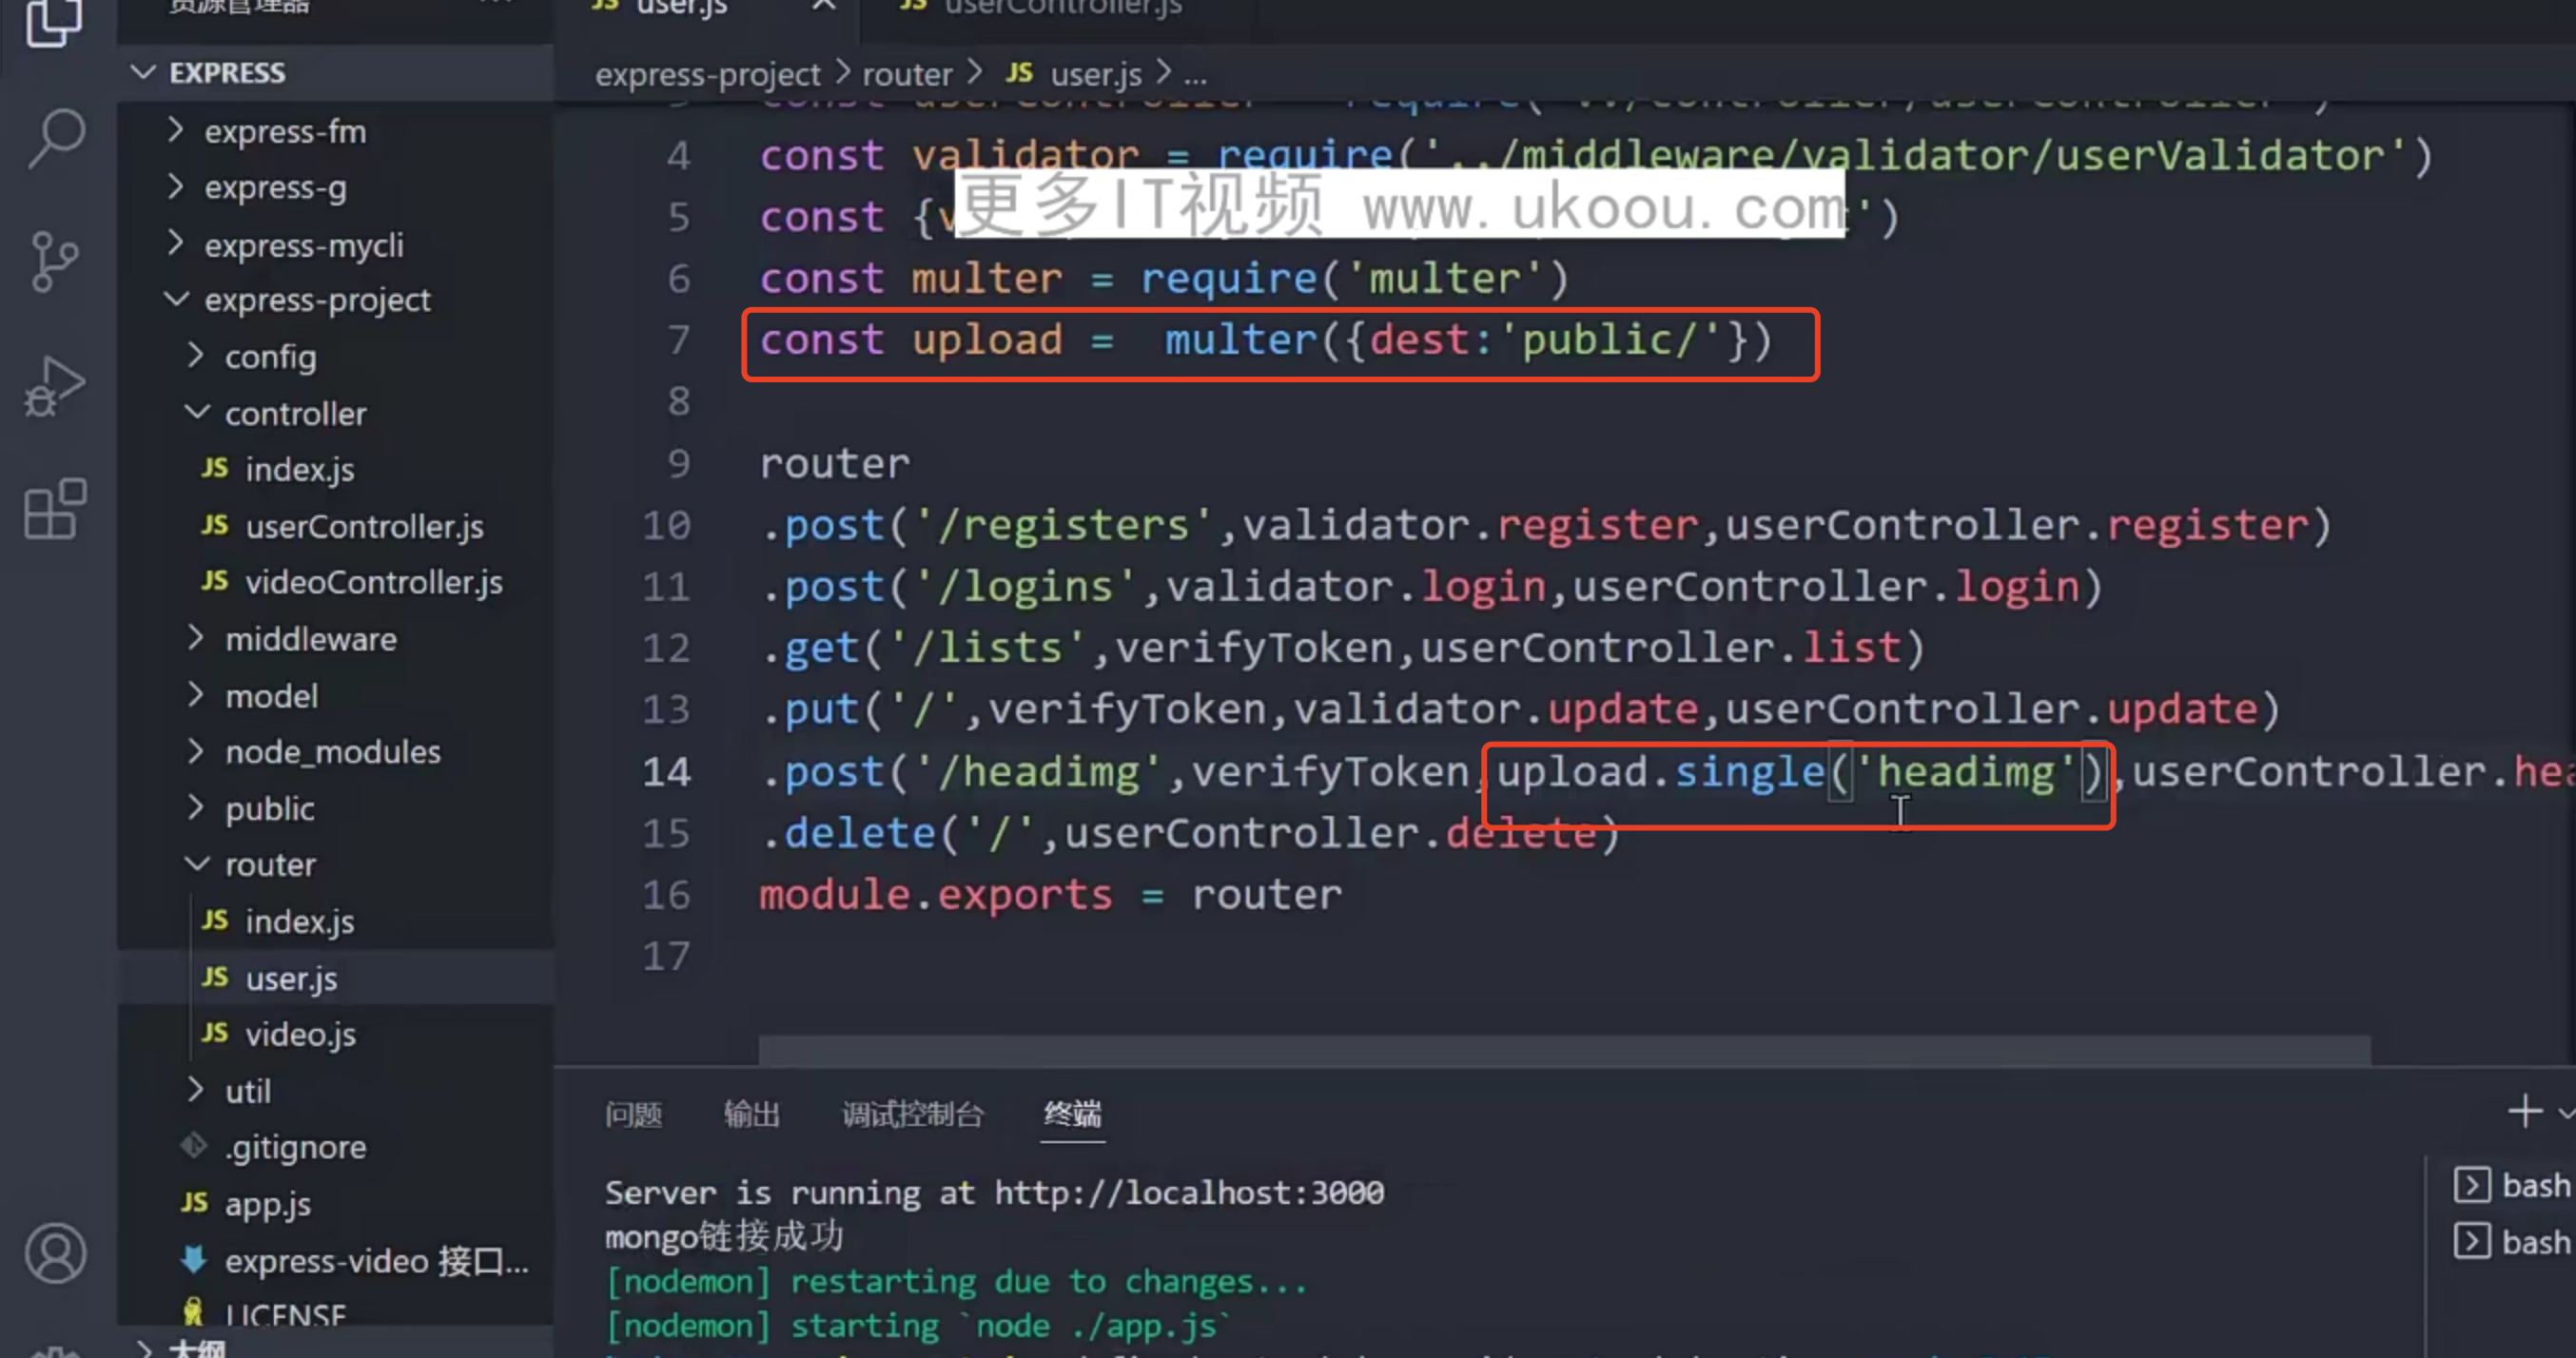 资源管理器 ...
JS user.js × JS userController.js
EXPRESS
express-project > router > JS user.js > ...
express-fm
express-g
express-mycli
express-project
config
controller
JS index.js
JS userController.js
JS videoController.js
middleware
model
node_modules
public
router
JS index.js
JS user.js
JS video.js
util
.gitignore
JS app.js
express-video 接口...
LICENSE
大纲
3 const userController = require('../controller/userController')
4 const validator = require('../middleware/validator/userValidator')
5 const {v ')
更多IT视频 www.ukoou.com
6 const multer = require('multer')
7 const upload =  multer({dest:'public/'})
8
9 router
10 .post('/registers',validator.register,userController.register)
11 .post('/logins',validator.login,userController.login)
12 .get('/lists',verifyToken,userController.list)
13 .put('/',verifyToken,validator.update,userController.update)
14 .post('/headimg',verifyToken,upload.single('headimg'),userController.hea
15 .delete('/',userController.delete)
16 module.exports = router
17
问题 输出 调试控制台 终端
Server is running at http://localhost:3000
mongo链接成功
[nodemon] restarting due to changes...
[nodemon] starting `node ./app.js`
bash
bash